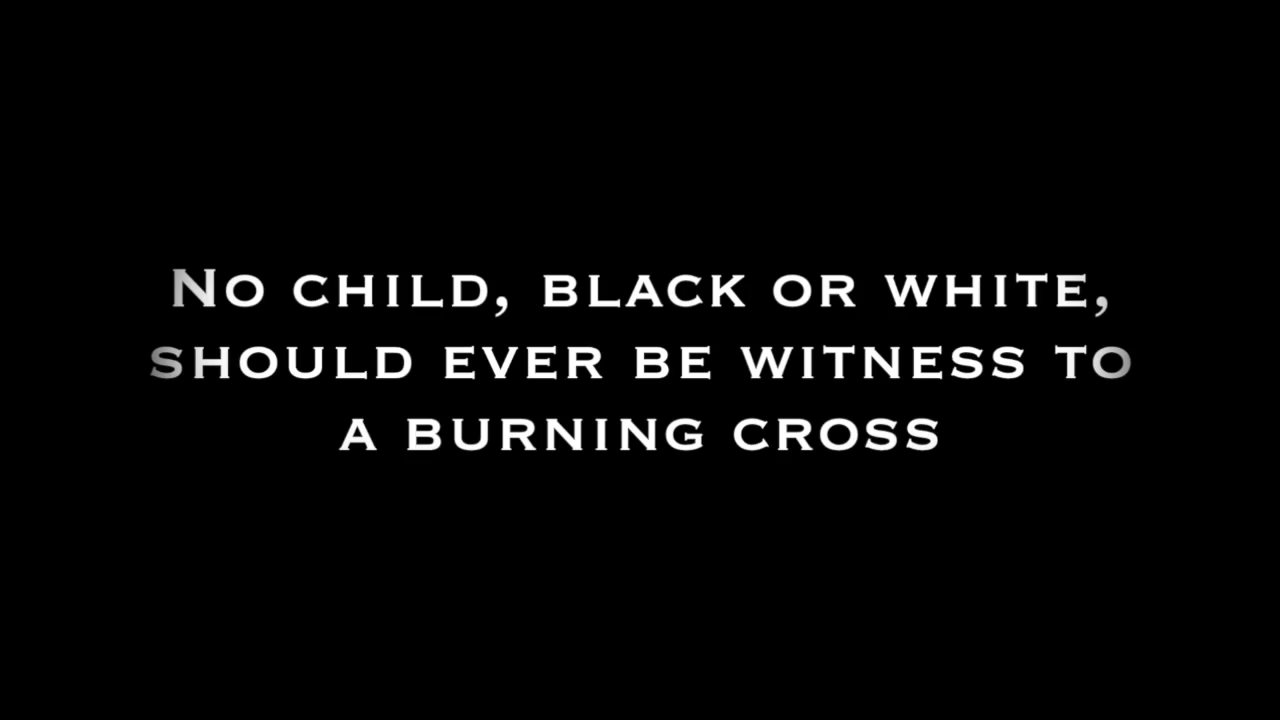 No child, black or white,
should ever be witness to
a burning cross